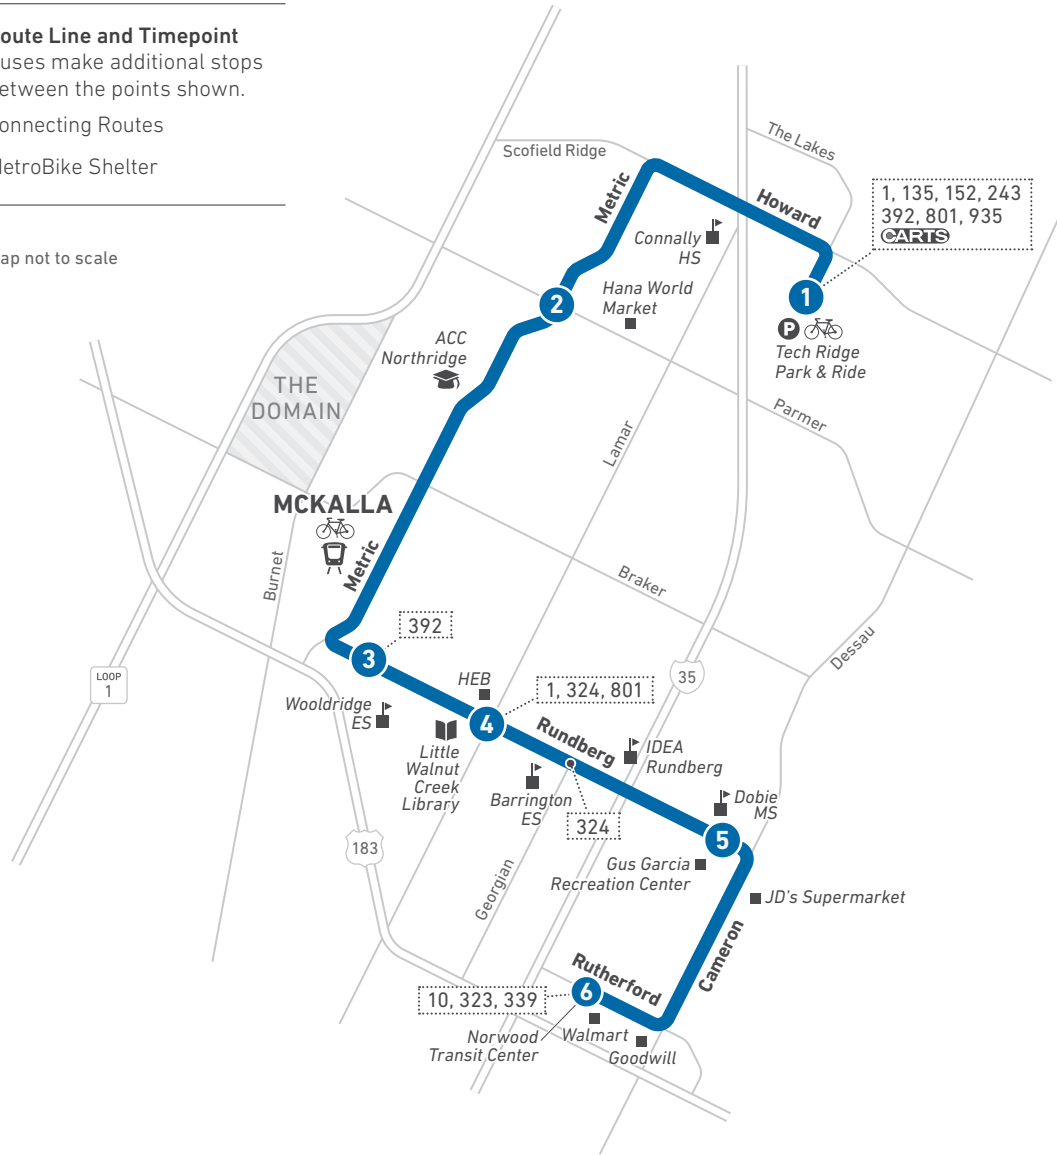 oute Line and Timepoint
uses make additional stops
etween the points shown.
onnecting Routes
etroBike Shelter
ap not to scale
Scofield Ridge
The Lakes
Metric
Howard
1, 135, 152, 243
392, 801, 935
CARTS
Connally
HS
Hana World
Market
1
2
P
Tech Ridge
Park & Ride
ACC
Northridge
THE
DOMAIN
Parmer
Lamar
MCKALLA
Metric
Burnet
Braker
Dessau
392
3
LOOP
1
35
HEB
1, 324, 801
Wooldridge
ES
4
Rundberg
Little
Walnut
Creek
Library
IDEA
Rundberg
Barrington
ES
324
Dobie
MS
5
183
Gus Garcia
Recreation Center
Georgian
JD's Supermarket
Cameron
Rutherford
10, 323, 339
6
Norwood
Transit Center
Walmart
Goodwill